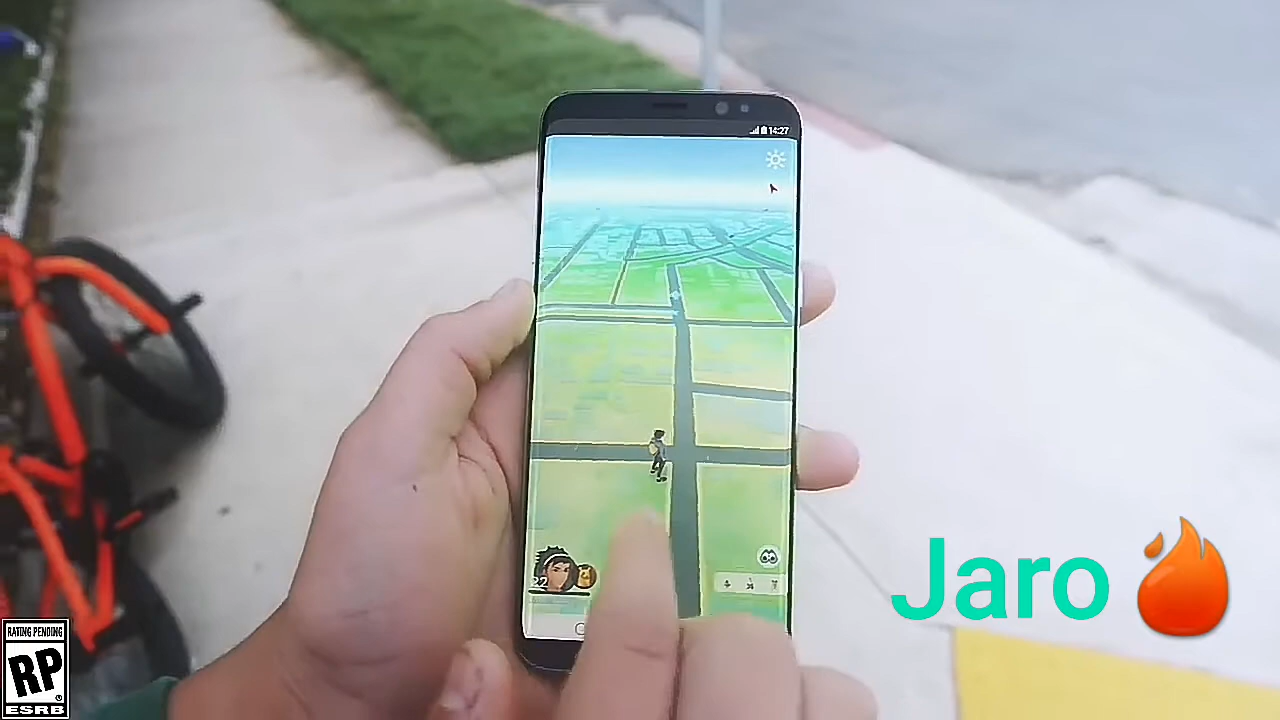 14:27
22
Jaro 🔥
RATING PENDING
RP
ESRB